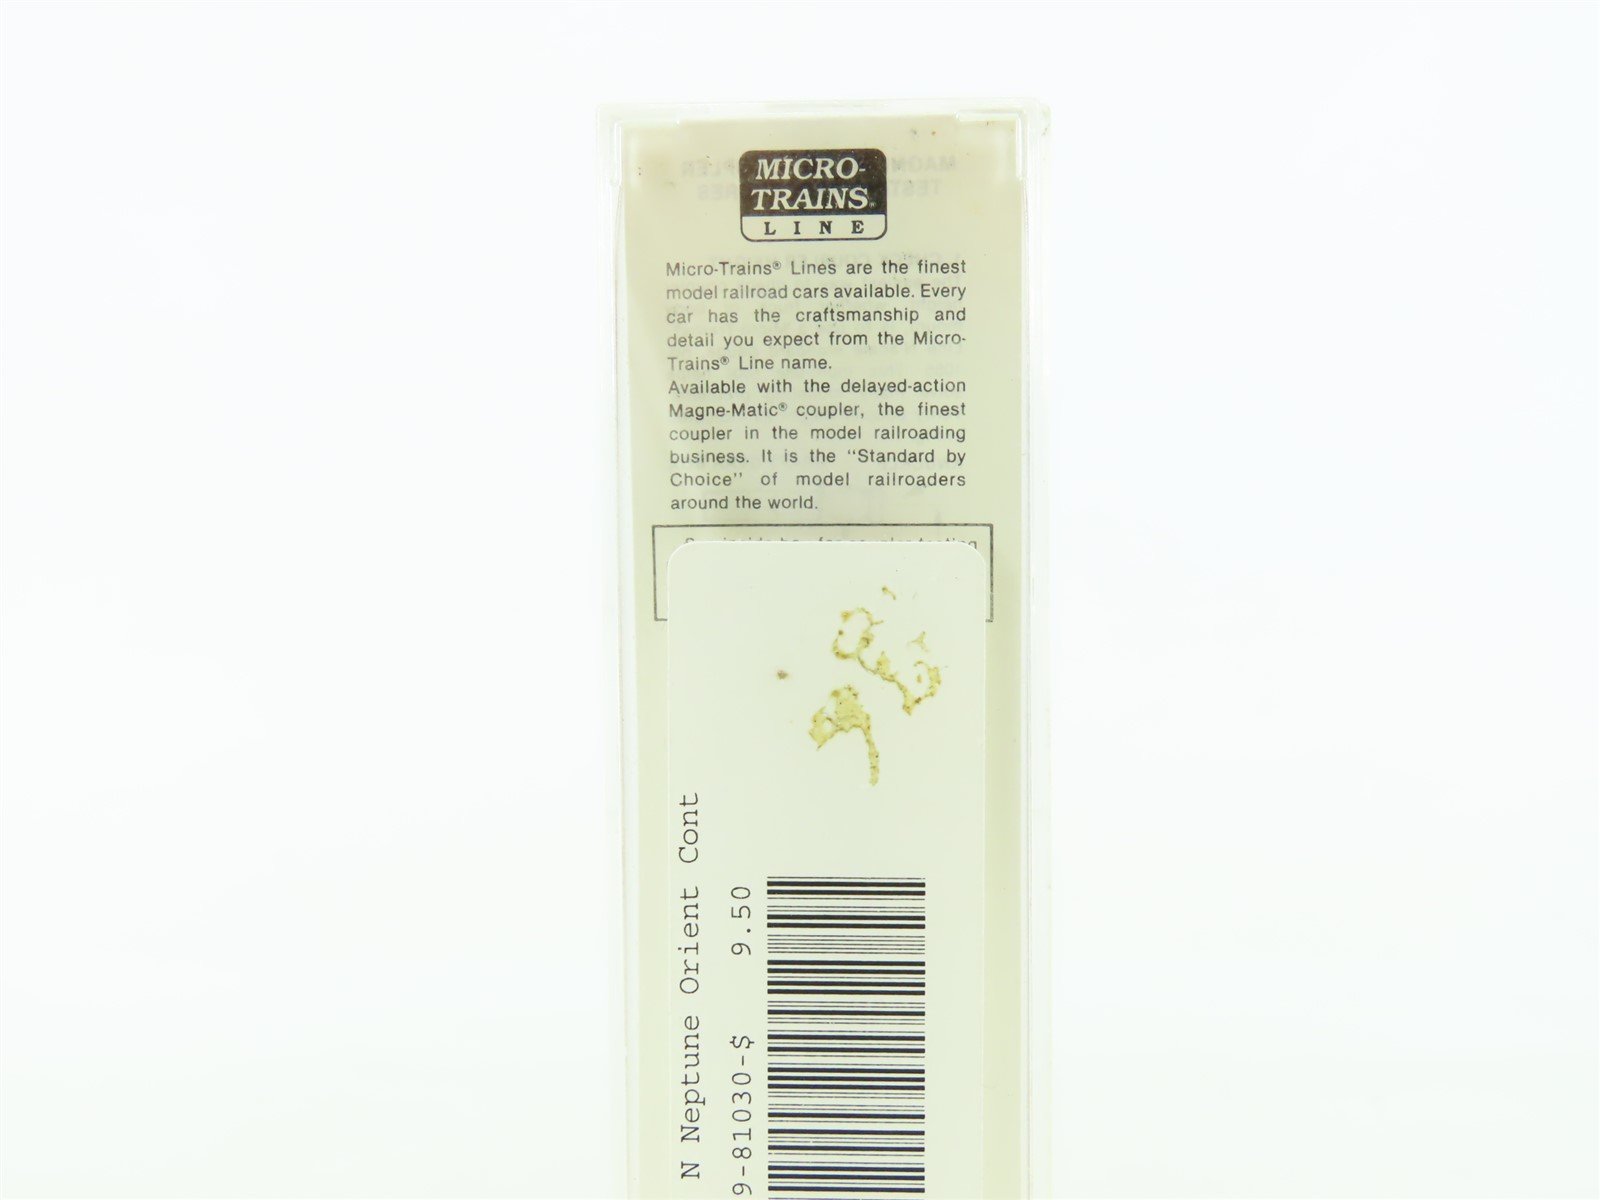 MICRO-
TRAINS®
LINE
Micro-Trains® Lines are the finest
model railroad cars available. Every
car has the craftsmanship and
detail you expect from the Micro-
Trains® Line name.
Available with the delayed-action
Magne-Matic® coupler, the finest
coupler in the model railroading
business. It is the “Standard by
Choice” of model railroaders
around the world.
N Neptune Orient Cont
9-81030-$ 9.50